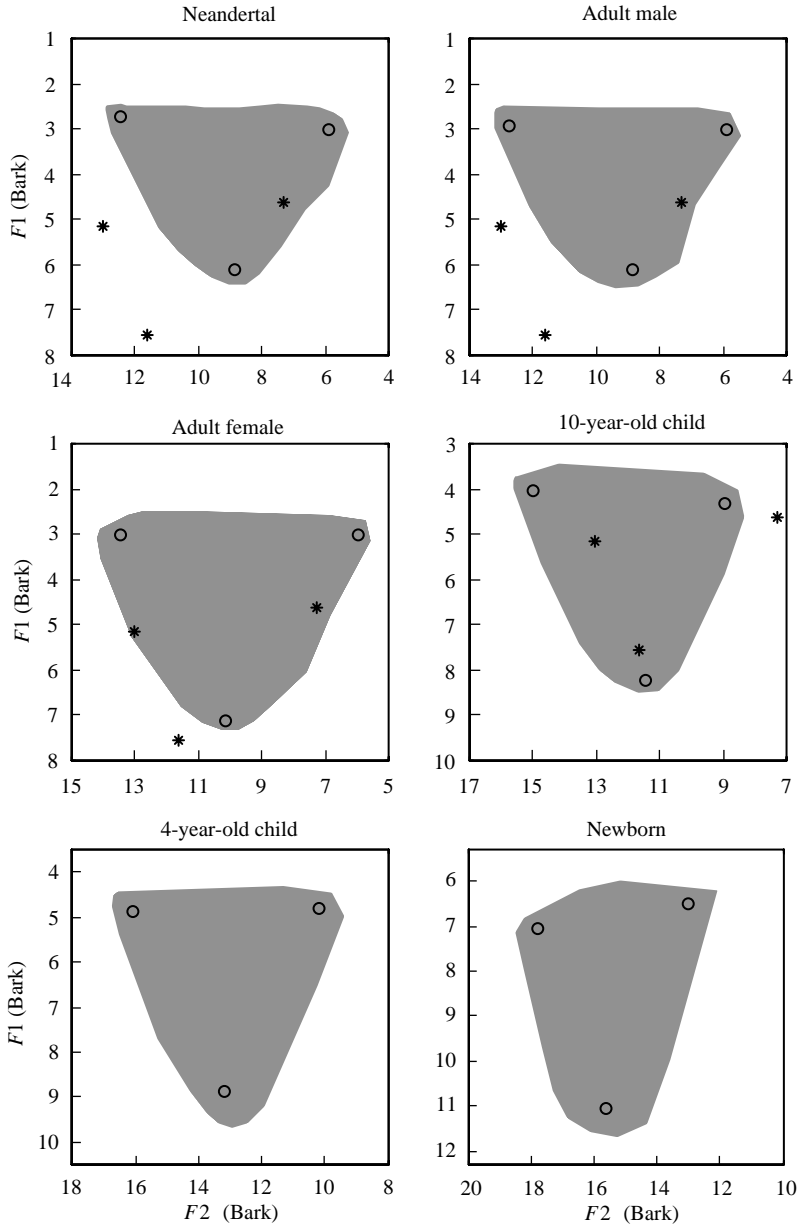 Neandertal
Adult male
1
2
3
4
5
6
7
8
F1 (Bark)
14 12 10 8 6 4
1
2
3
4
5
6
7
8
14 12 10 8 6 4
Adult female
10-year-old child
1
2
3
4
5
6
7
8
F1 (Bark)
15 13 11 9 7 5
3
4
5
6
7
8
9
10
17 15 13 11 9 7
4-year-old child
Newborn
4
5
6
7
8
9
10
F1 (Bark)
18 16 14 12 10 8
F2 (Bark)
6
7
8
9
10
11
12
20 18 16 14 12 10
F2 (Bark)